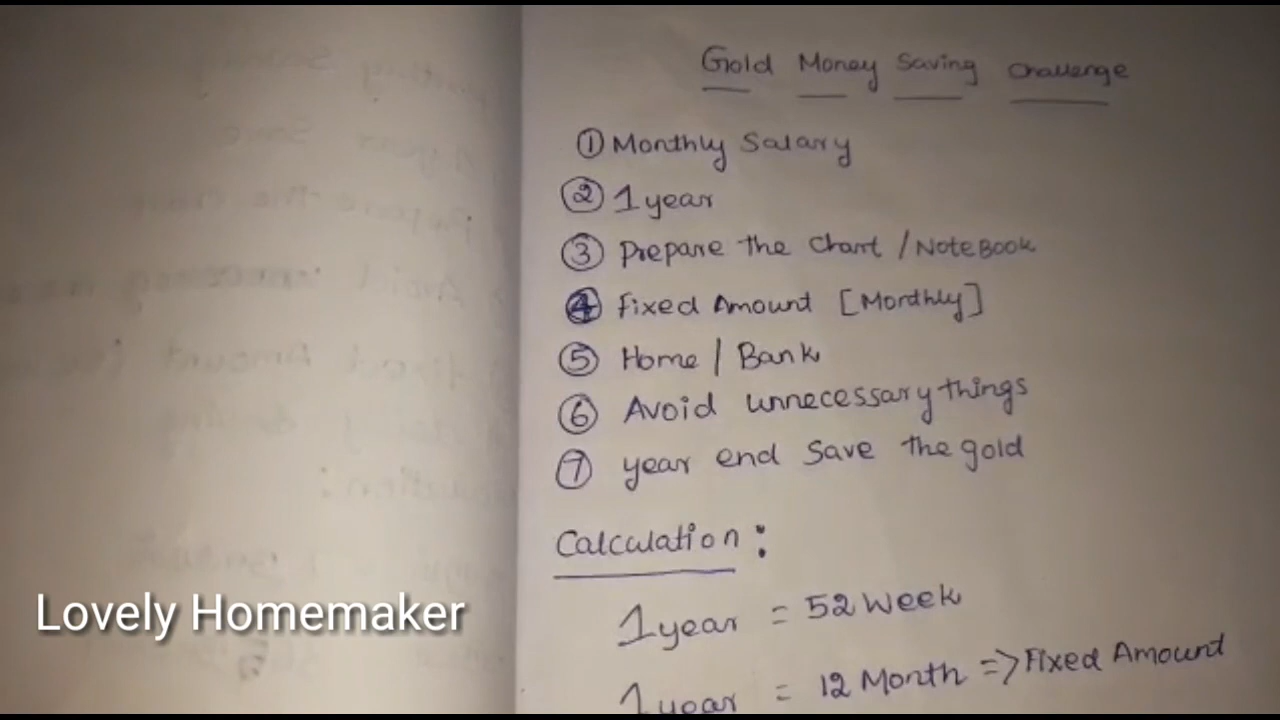 Gold Money Saving Challenge
① Monthly Salary
② 1 year
③ Prepare the Chart / NOTEBOOK
④ Fixed Amount [Monthly]
⑤ Home / Bank
⑥ Avoid unnecessary things
⑦ year end Save the gold
Calculation :
1 year = 52 Week
1 year = 12 Month => Fixed Amount
Lovely Homemaker